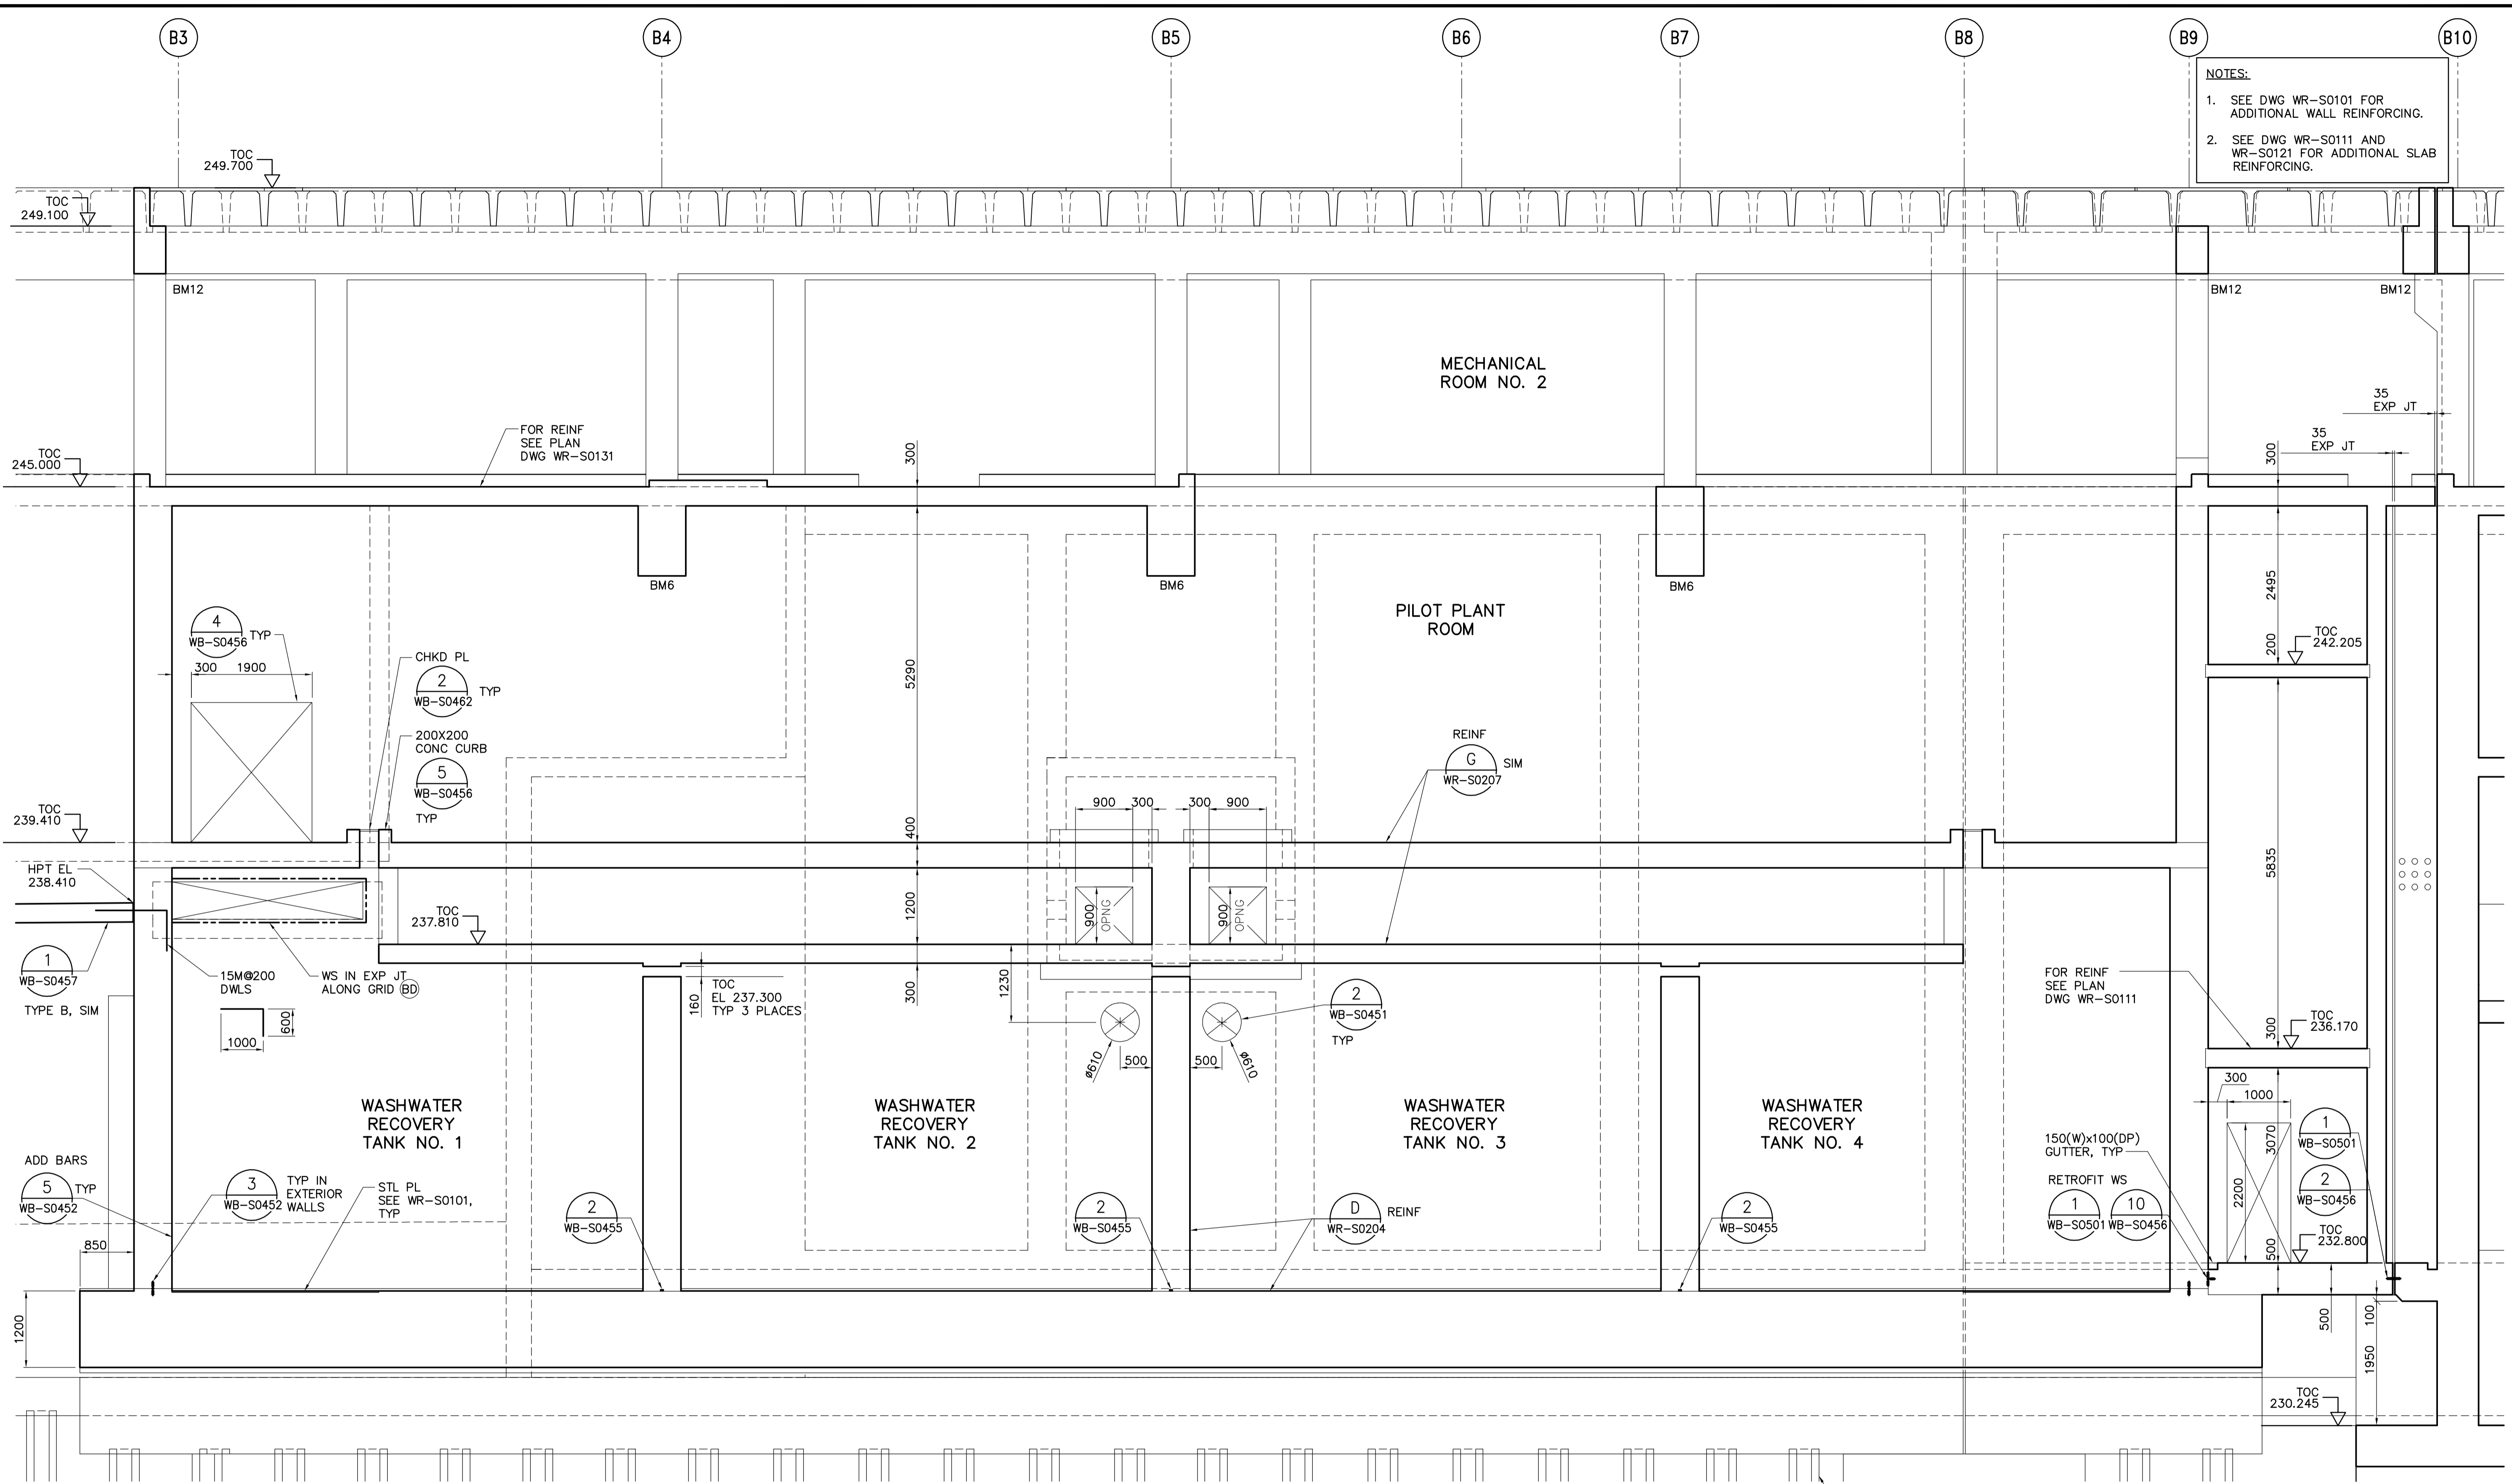 B3
B4
B5
B6
B7
B8
B9
B10
NOTES:
1. SEE DWG WR-S0101 FOR
ADDITIONAL WALL REINFORCING.
2. SEE DWG WR-S0111 AND
WR-S0121 FOR ADDITIONAL SLAB
REINFORCING.
TOC
249.700
TOC
249.100
BM12
BM12
BM12
MECHANICAL
ROOM NO. 2
35
EXP JT
35
EXP JT
FOR REINF
SEE PLAN
DWG WR-S0131
300
300
TOC
245.000
BM6
BM6
BM6
PILOT PLANT
ROOM
2495
200
TOC
242.205
4
WB-S0456
TYP
300
1900
CHKD PL
2
WB-S0462
TYP
5290
200X200
CONC CURB
5
WB-S0456
TYP
REINF
G
WR-S0207
SIM
TOC
239.410
400
900
300
300
900
5835
HPT EL
238.410
TOC
237.810
1200
900
OPNG
900
OPNG
1
WB-S0457
TYPE B, SIM
15M@200
DWLS
WS IN EXP JT
ALONG GRID BD
600
1000
160
TOC
EL 237.300
TYP 3 PLACES
300
1230
2
WB-S0451
TYP
ø610
500
500
ø610
FOR REINF
SEE PLAN
DWG WR-S0111
300
TOC
236.170
WASHWATER
RECOVERY
TANK NO. 1
WASHWATER
RECOVERY
TANK NO. 2
WASHWATER
RECOVERY
TANK NO. 3
WASHWATER
RECOVERY
TANK NO. 4
300
1000
3070
2200
1
WB-S0501
2
WB-S0456
150(W)x100(DP)
GUTTER, TYP
RETROFIT WS
1
WB-S0501
10
WB-S0456
ADD BARS
5
WB-S0452
TYP
3
WB-S0452
TYP IN
EXTERIOR
WALLS
STL PL
SEE WR-S0101,
TYP
2
WB-S0455
2
WB-S0455
D
WR-S0204
REINF
2
WB-S0455
TOC
232.800
500
850
1200
500
100
1950
TOC
230.245